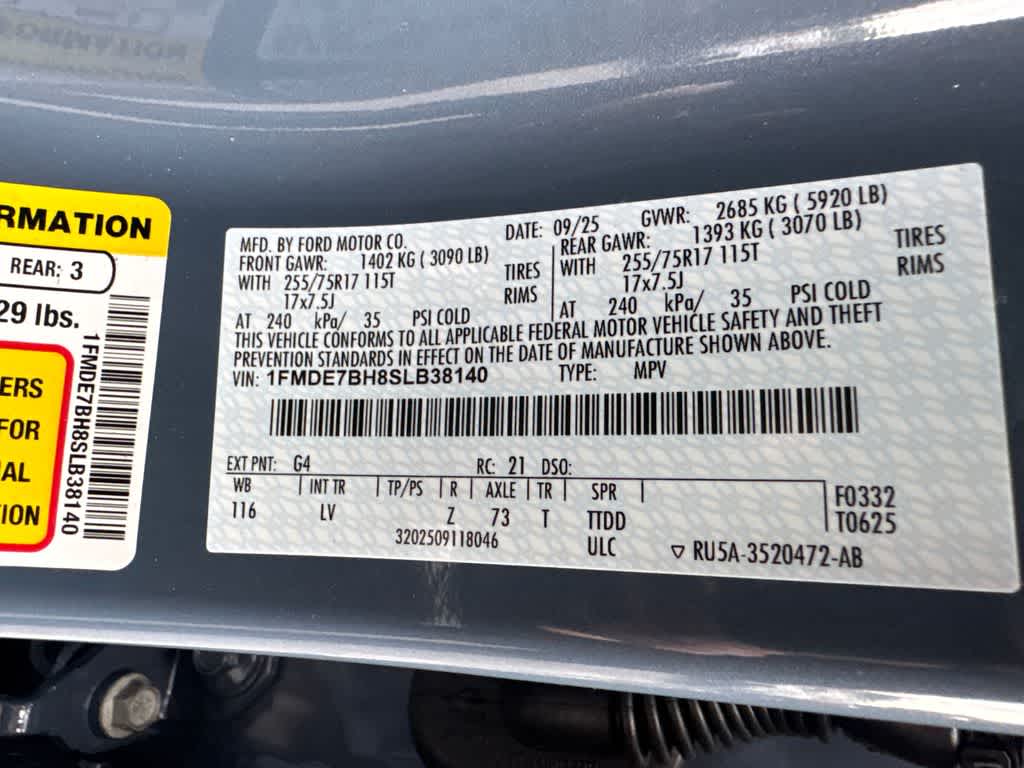 RMATION
REAR: 3
29 lbs.
ERS
FOR
AL
ION
1FMDE7BH8SLB38140
MFD. BY FORD MOTOR CO. DATE: 09/25 GVWR: 2685 KG ( 5920 LB)
FRONT GAWR: 1402 KG ( 3090 LB) REAR GAWR: 1393 KG ( 3070 LB)
WITH 255/75R17 115T TIRES WITH 255/75R17 115T TIRES
17x7.5J RIMS 17x7.5J RIMS
AT 240 kPa/ 35 PSI COLD AT 240 kPa/ 35 PSI COLD
THIS VEHICLE CONFORMS TO ALL APPLICABLE FEDERAL MOTOR VEHICLE SAFETY AND THEFT
PREVENTION STANDARDS IN EFFECT ON THE DATE OF MANUFACTURE SHOWN ABOVE.
VIN: 1FMDE7BH8SLB38140 TYPE: MPV
EXT PNT: G4 RC: 21 DSO:
WB INT TR TP/PS R AXLE TR SPR F0332
116 LV Z 73 T TTDD T0625
3202509118046 ULC RU5A-3520472-AB